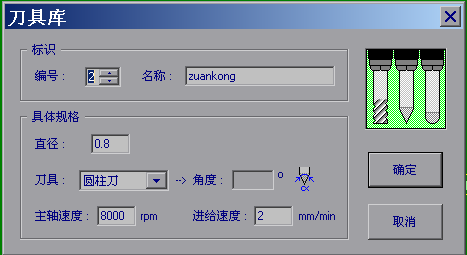 刀具库
标识
编号： 2 名称： zuankong
具体规格
直径： 0.8
刀具： 圆柱刀 --> 角度： o α
主轴速度： 8000 rpm 进给速度： 2 mm/min
确定
取消